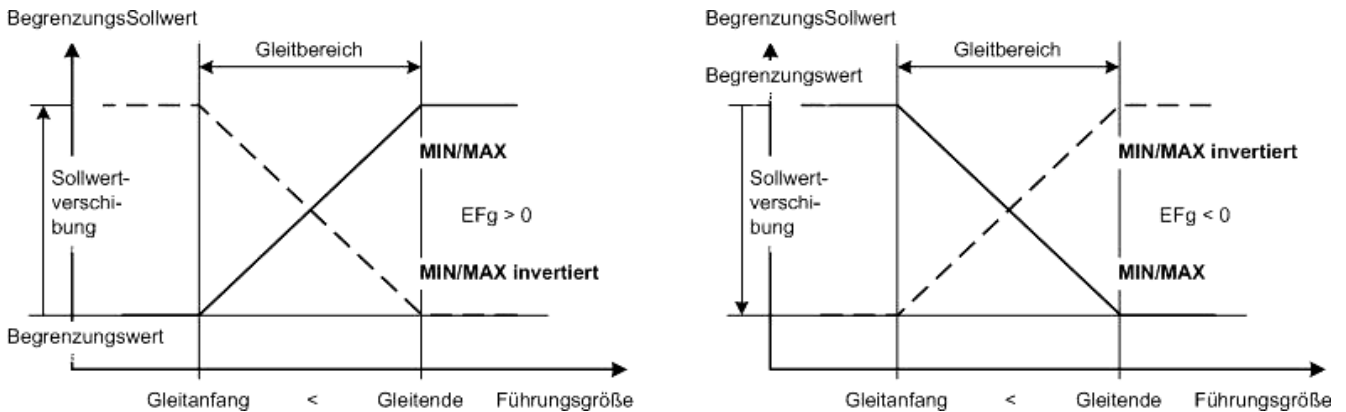 BegrenzungsSollwert
Gleitbereich
MIN/MAX
Sollwert-
verschi-
bung
EFg > 0
MIN/MAX invertiert
Begrenzungswert
Gleitanfang < Gleitende Führungsgröße
BegrenzungsSollwert
Gleitbereich
Begrenzungswert
MIN/MAX invertiert
Sollwert-
verschi-
bung
EFg < 0
MIN/MAX
Gleitanfang < Gleitende Führungsgröße